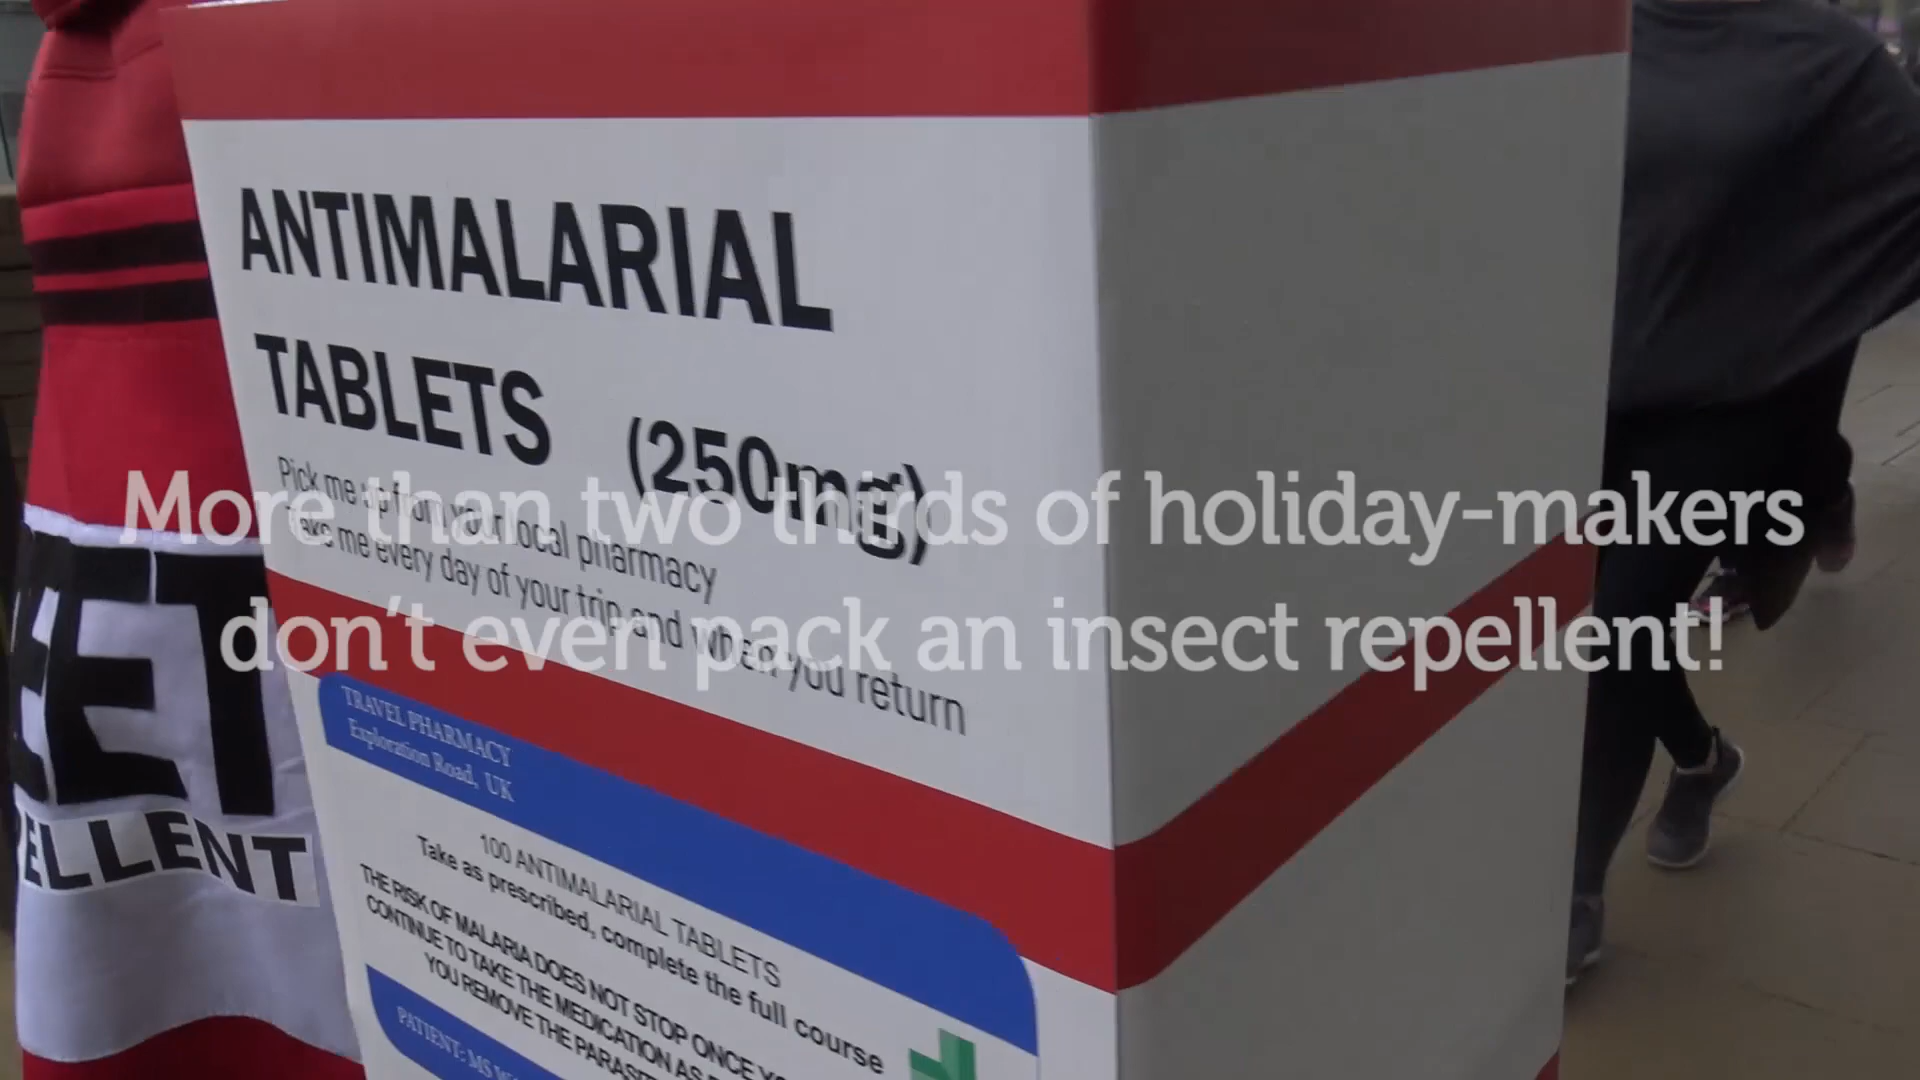 ANTIMALARIAL
TABLETS (250mg)
Pick me up from your local pharmacy
Take me every day of your trip and when you return
More than two thirds of holiday-makers
don't even pack an insect repellent!
EET
PELLENT
TRAVEL PHARMACY
Exploration Road, UK
100 ANTIMALARIAL TABLETS
Take as prescribed, complete the full course
THE RISK OF MALARIA DOES NOT STOP ONCE
CONTINUE TO TAKE THE MEDICATION AS
YOU REMOVE THE
PATIENT: MS